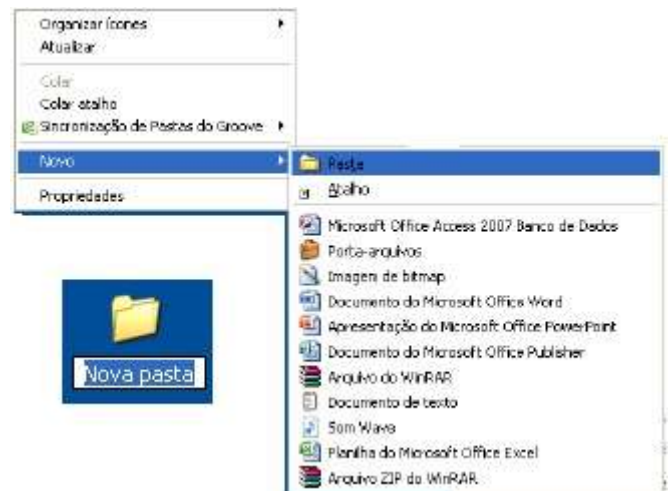 Organizar ícones
Atualizar
Colar
Colar atalho
Sincronização de Pastas do Groove
Novo
Propriedades
Pasta
Atalho
Microsoft Office Access 2007 Banco de Dados
Porta-arquivos
Imagem de bitmap
Documento do Microsoft Office Word
Apresentação do Microsoft Office PowerPoint
Documento do Microsoft Office Publisher
Arquivo do WinRAR
Documento de texto
Som Wave
Planilha do Microsoft Office Excel
Arquivo ZIP do WinRAR
Nova pasta